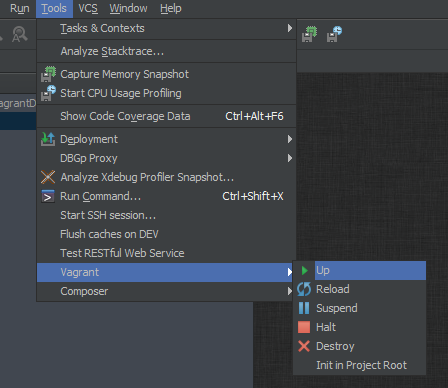 Run Tools VCS Window Help
Tasks & Contexts
Analyze Stacktrace...
Capture Memory Snapshot
Start CPU Usage Profiling
Show Code Coverage Data Ctrl+Alt+F6
Deployment
DBGp Proxy
Analyze Xdebug Profiler Snapshot...
Run Command... Ctrl+Shift+X
Start SSH session...
Flush caches on DEV
Test RESTful Web Service
Vagrant
Composer
Up
Reload
Suspend
Halt
Destroy
Init in Project Root